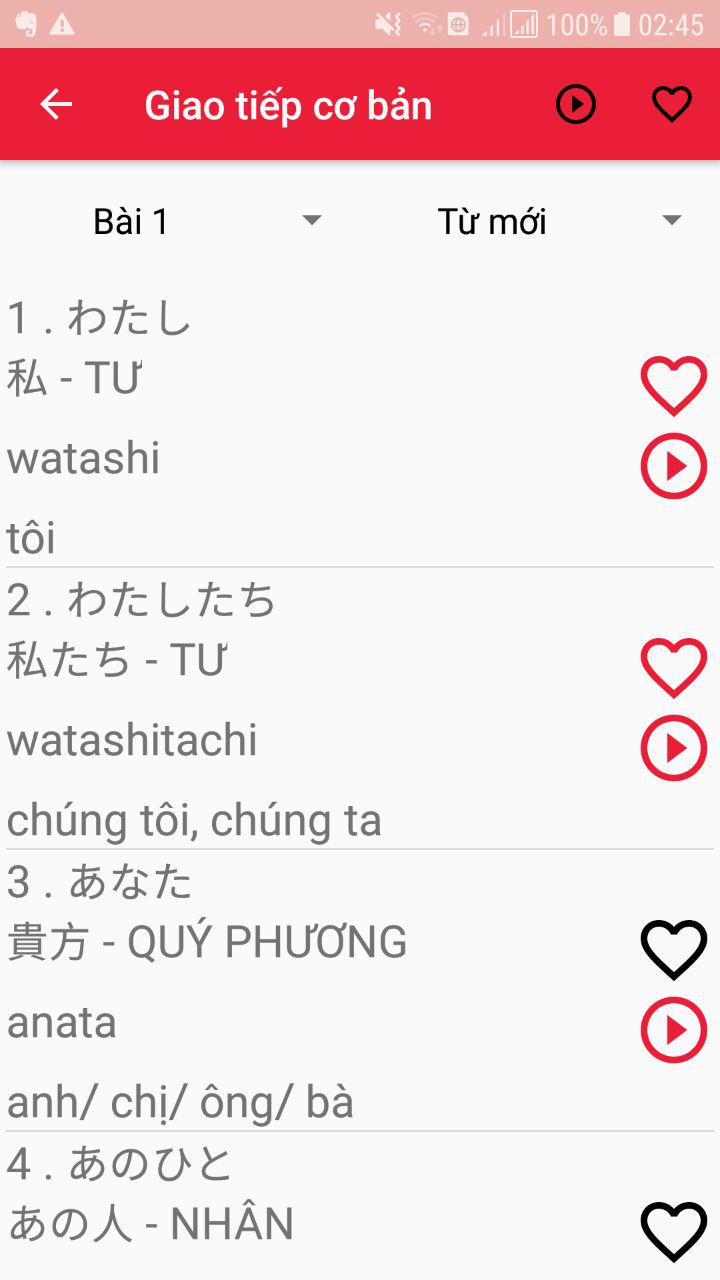 100% 02:45
Giao tiếp cơ bản
Bài 1 Từ mới
1 . わたし
私 - TƯ
watashi
tôi
2 . わたしたち
私たち - TƯ
watashitachi
chúng tôi, chúng ta
3 . あなた
貴方 - QUÝ PHƯƠNG
anata
anh/ chị/ ông/ bà
4 . あのひと
あの人 - NHÂN